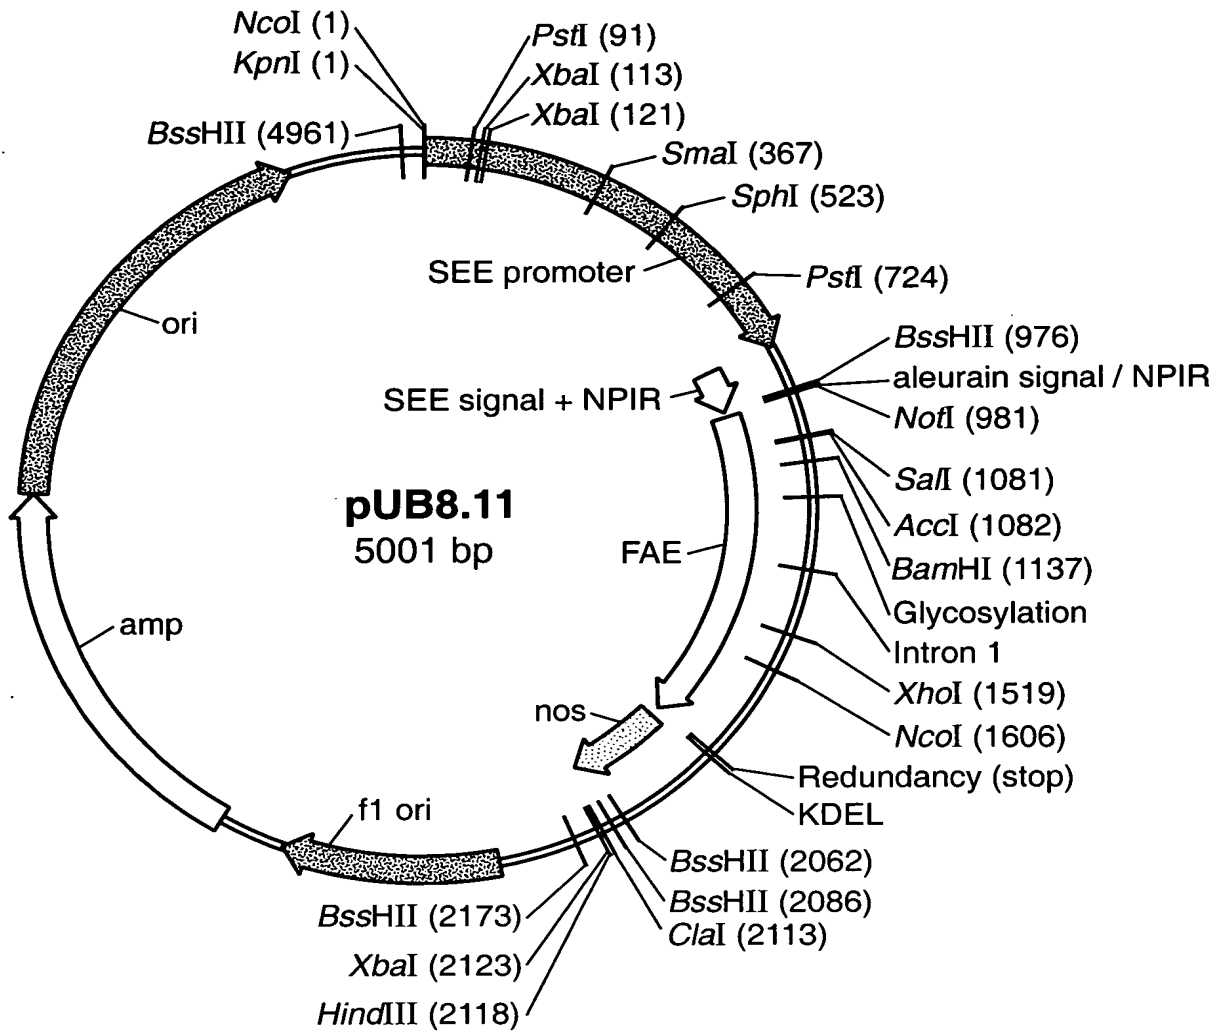 NcoI (1)
KpnI (1)
BssHII (4961)
PstI (91)
XbaI (113)
XbaI (121)
SmaI (367)
SphI (523)
SEE promoter
PstI (724)
ori
BssHII (976)
aleurain signal / NPIR
NotI (981)
SEE signal + NPIR
SalI (1081)
AccI (1082)
BamHI (1137)
Glycosylation
Intron 1
XhoI (1519)
NcoI (1606)
Redundancy (stop)
KDEL
pUB8.11
5001 bp
FAE
amp
nos
f1 ori
BssHII (2062)
BssHII (2086)
ClaI (2113)
BssHII (2173)
XbaI (2123)
HindIII (2118)